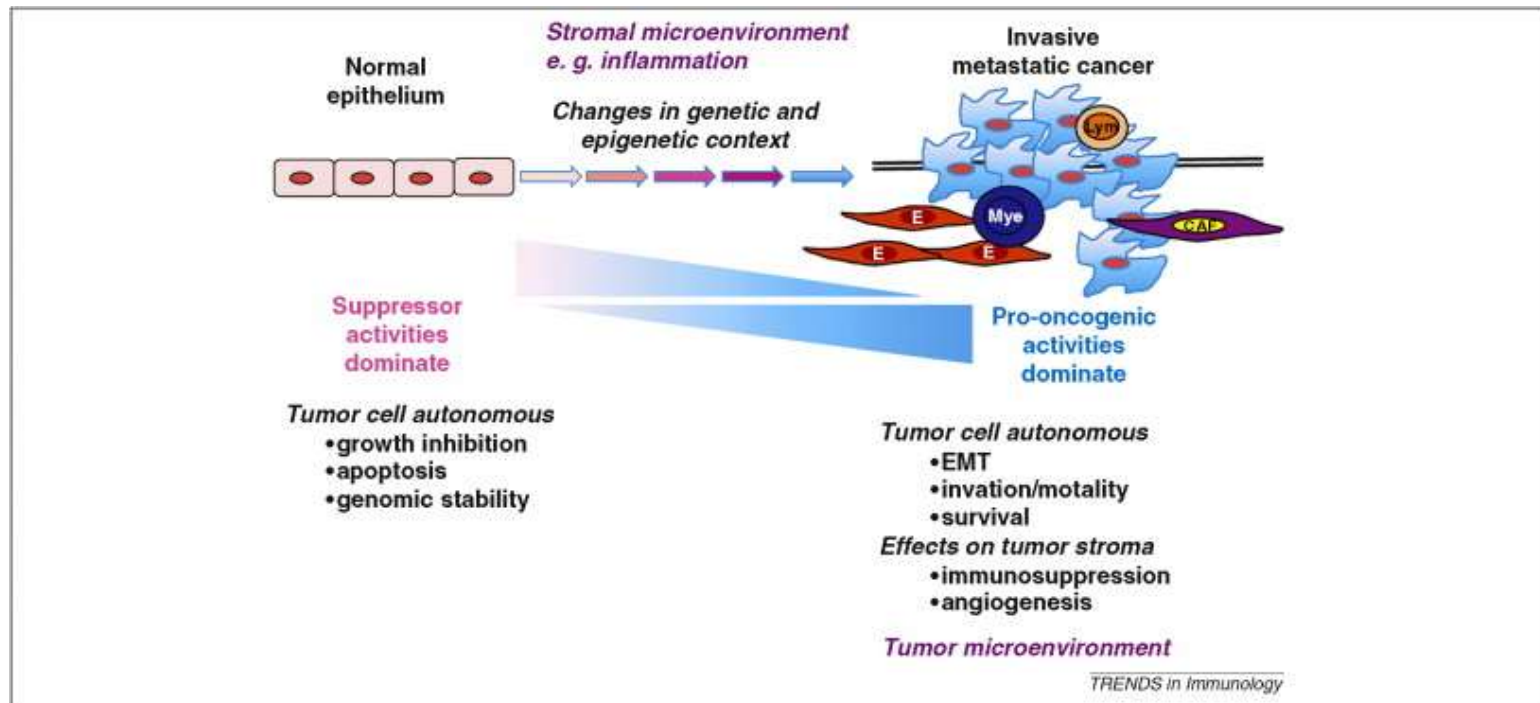 Stromal microenvironment
e. g. inflammation
Normal
epithelium
Changes in genetic and
epigenetic context
Invasive
metastatic cancer
Lym
E
Mye
CAF
E
E
Suppressor
activities
dominate
Pro-oncogenic
activities
dominate
Tumor cell autonomous
•growth inhibition
•apoptosis
•genomic stability
Tumor cell autonomous
•EMT
•invation/motality
•survival
Effects on tumor stroma
•immunosuppression
•angiogenesis
Tumor microenvironment
TRENDS in Immunology